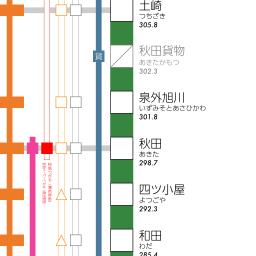 土崎
つちざき
305.8
貨
秋田貨物
あきたかもつ
302.3
泉外旭川
いずみそとあさひかわ
301.8
秋田
あきた
298.7
四ツ小屋
よつごや
292.3
和田
わだ
285.4